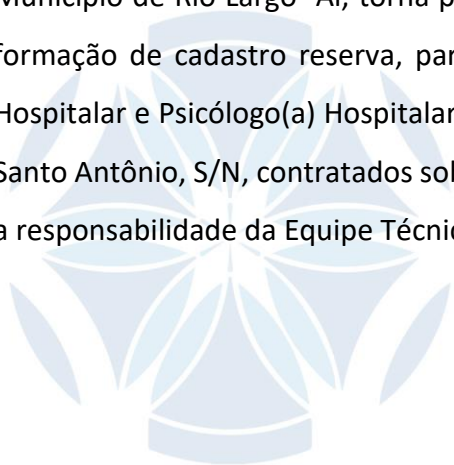 Município de Rio Largo- Al, torna p
formação de cadastro reserva, par
Hospitalar e Psicólogo(a) Hospitalar
Santo Antônio, S/N, contratados sob
a responsabilidade da Equipe Técnic